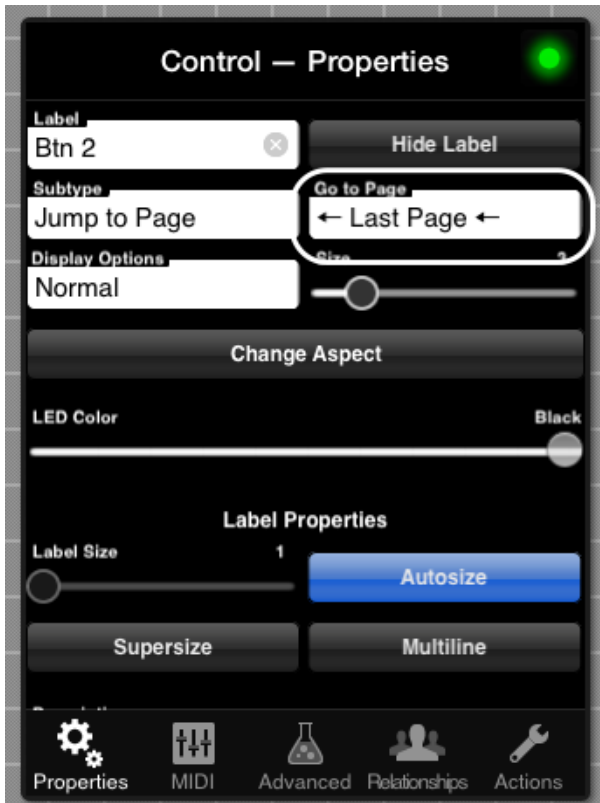 Control — Properties
Label
Btn 2
Hide Label
Subtype
Jump to Page
Go to Page
← Last Page ←
Display Options
Normal
Size
Change Aspect
LED Color
Black
Label Properties
Label Size
1
Autosize
Supersize
Multiline
Properties
MIDI
Advanced
Relationships
Actions